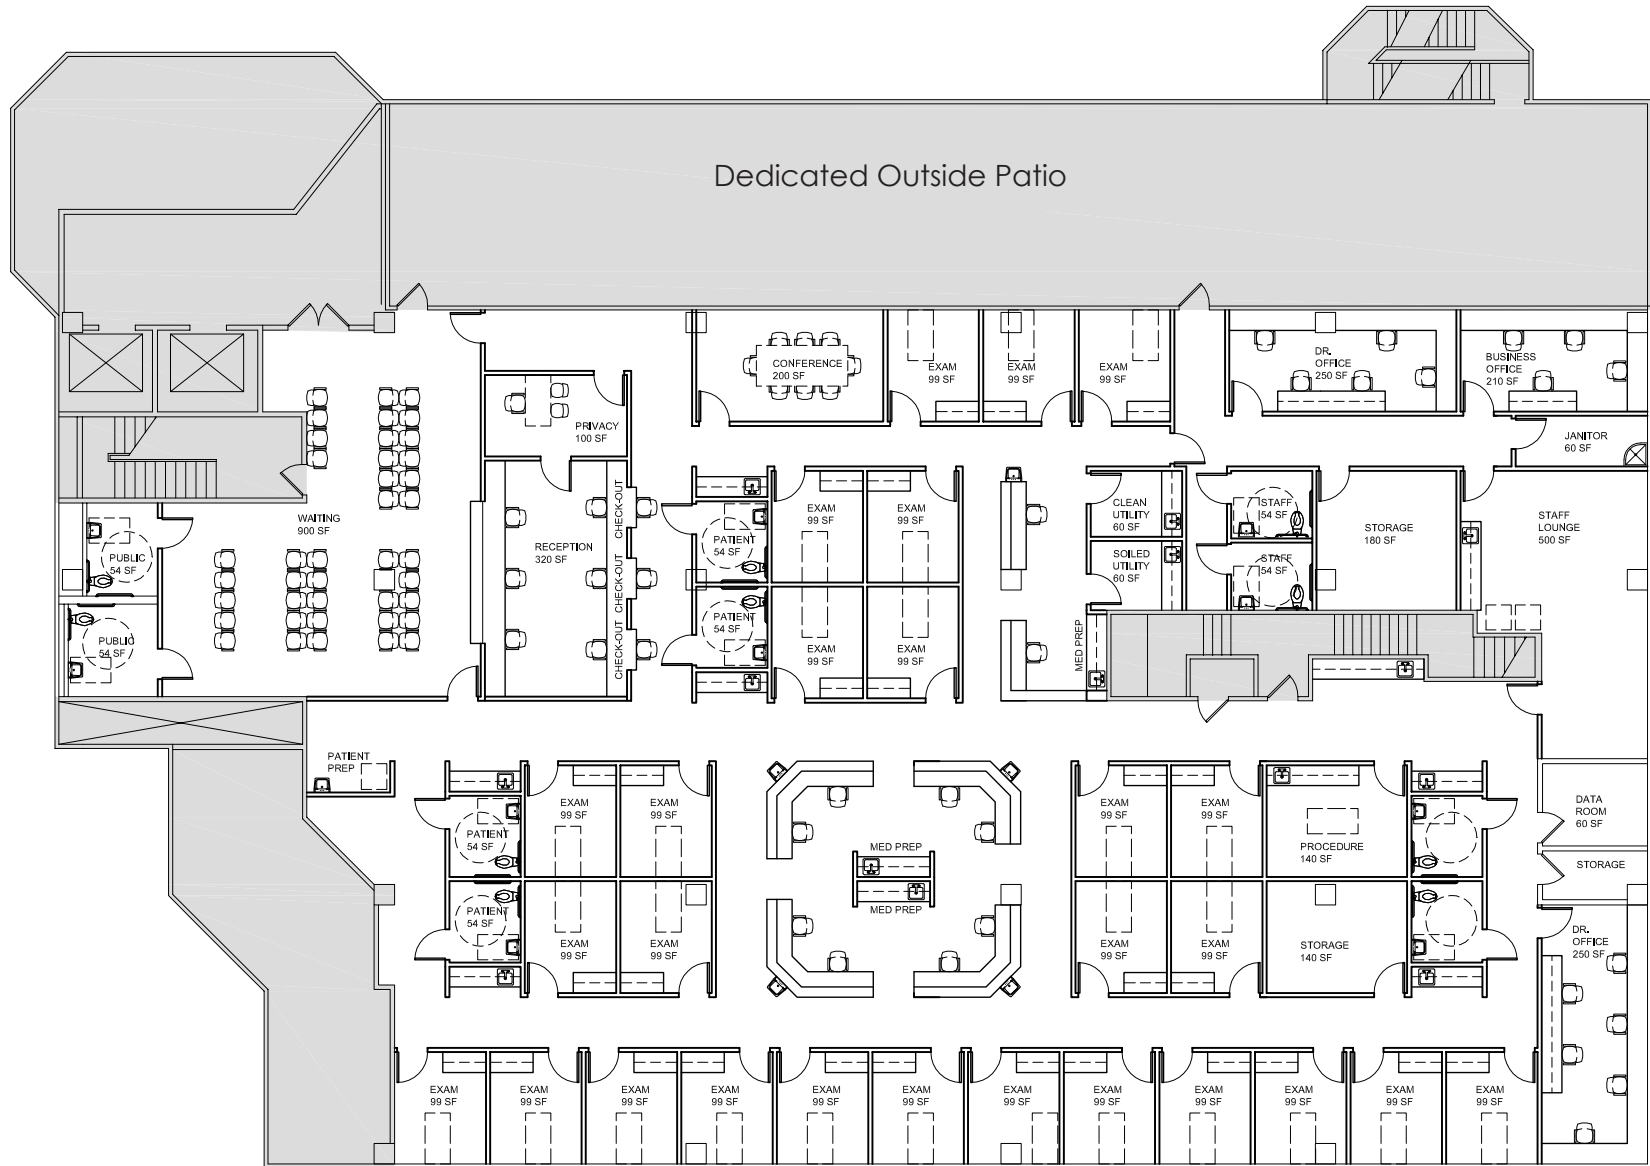 Dedicated Outside Patio
CONFERENCE
200 SF
EXAM
99 SF
EXAM
99 SF
EXAM
99 SF
DR.
OFFICE
250 SF
BUSINESS
OFFICE
210 SF
PRIVACY
100 SF
JANITOR
60 SF
WAITING
900 SF
RECEPTION
320 SF
CHECK-OUT
CHECK-OUT
CHECK-OUT
PUBLIC
54 SF
PUBLIC
54 SF
PATIENT
54 SF
PATIENT
54 SF
EXAM
99 SF
EXAM
99 SF
EXAM
99 SF
EXAM
99 SF
CLEAN
UTILITY
60 SF
SOILED
UTILITY
60 SF
STAFF
54 SF
STAFF
54 SF
STORAGE
180 SF
STAFF
LOUNGE
500 SF
MED PREP
PATIENT
PREP
PATIENT
54 SF
PATIENT
54 SF
EXAM
99 SF
EXAM
99 SF
EXAM
99 SF
EXAM
99 SF
MED PREP
MED PREP
EXAM
99 SF
EXAM
99 SF
EXAM
99 SF
EXAM
99 SF
PROCEDURE
140 SF
STORAGE
140 SF
DATA
ROOM
60 SF
STORAGE
DR.
OFFICE
250 SF
EXAM
99 SF
EXAM
99 SF
EXAM
99 SF
EXAM
99 SF
EXAM
99 SF
EXAM
99 SF
EXAM
99 SF
EXAM
99 SF
EXAM
99 SF
EXAM
99 SF
EXAM
99 SF
EXAM
99 SF